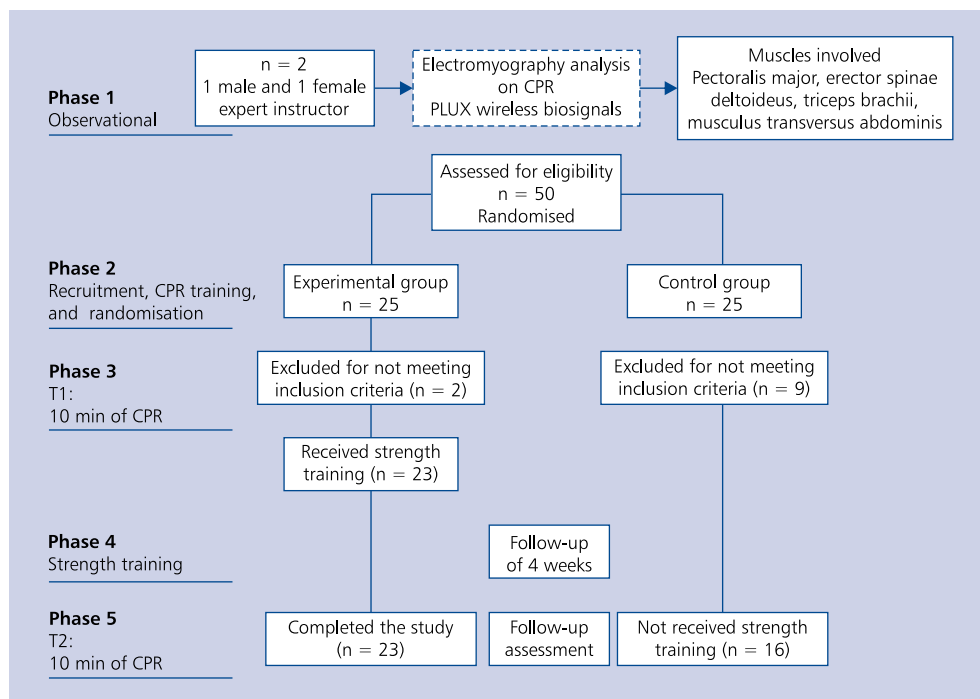 Phase 1
Observational
n = 2
1 male and 1 female
expert instructor
Electromyography analysis
on CPR
PLUX wireless biosignals
Muscles involved
Pectoralis major, erector spinae
deltoideus, triceps brachii,
musculus transversus abdominis
Assessed for eligibility
n = 50
Randomised
Phase 2
Recruitment, CPR training,
and randomisation
Experimental group
n = 25
Control group
n = 25
Phase 3
T1:
10 min of CPR
Excluded for not meeting
inclusion criteria (n = 2)
Excluded for not meeting
inclusion criteria (n = 9)
Received strength
training (n = 23)
Phase 4
Strength training
Follow-up
of 4 weeks
Phase 5
T2:
10 min of CPR
Completed the study
(n = 23)
Follow-up
assessment
Not received strength
training (n = 16)